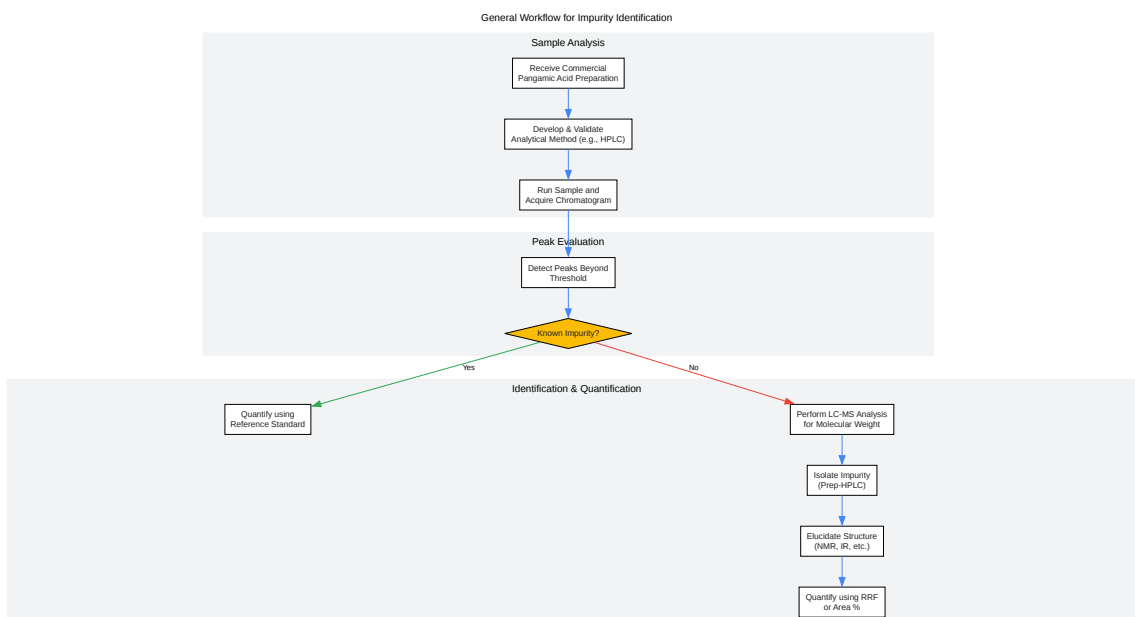 General Workflow for Impurity Identification
Sample Analysis
Receive Commercial
Pangamic Acid Preparation
Develop & Validate
Analytical Method (e.g., HPLC)
Run Sample and
Acquire Chromatogram
Peak Evaluation
Detect Peaks Beyond
Threshold
Known Impurity?
Yes
No
Identification & Quantification
Quantify using
Reference Standard
Perform LC-MS Analysis
for Molecular Weight
Isolate Impurity
(Prep-HPLC)
Elucidate Structure
(NMR, IR, etc.)
Quantify using RRF
or Area %